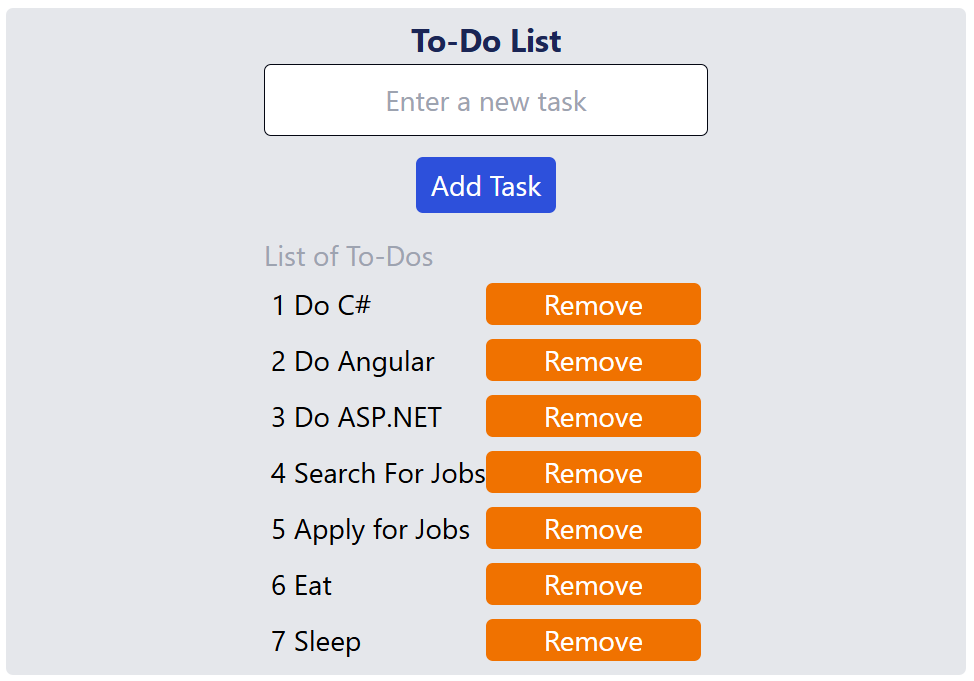 To-Do List
Enter a new task
Add Task
List of To-Dos
1 Do C# Remove
2 Do Angular Remove
3 Do ASP.NET Remove
4 Search For Jobs Remove
5 Apply for Jobs Remove
6 Eat Remove
7 Sleep Remove